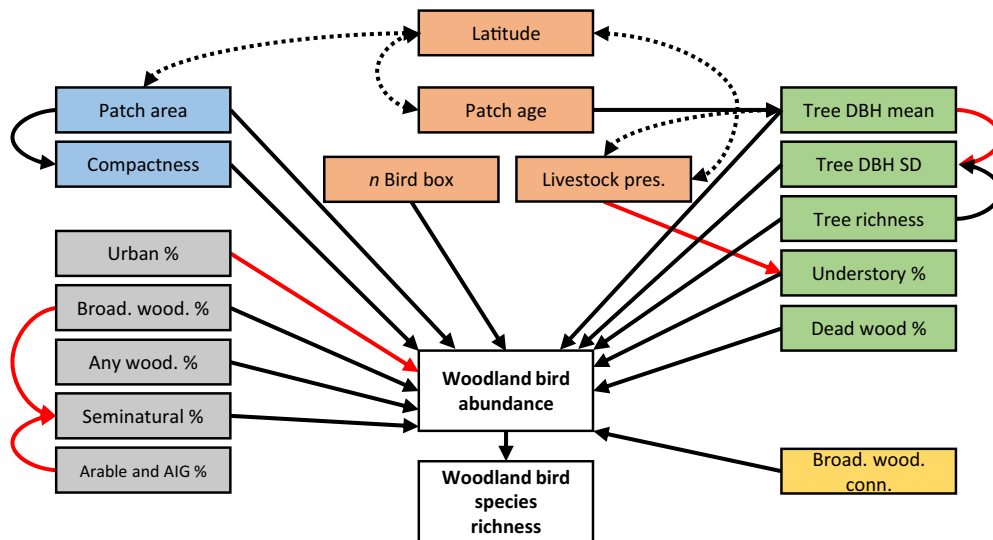 Latitude
Patch area
Patch age
Tree DBH mean
Compactness
n Bird box
Livestock pres.
Tree DBH SD
Tree richness
Urban %
Understory %
Broad. wood. %
Dead wood %
Any wood. %
Woodland bird
abundance
Seminatural %
Arable and AIG %
Woodland bird
species
richness
Broad. wood.
conn.